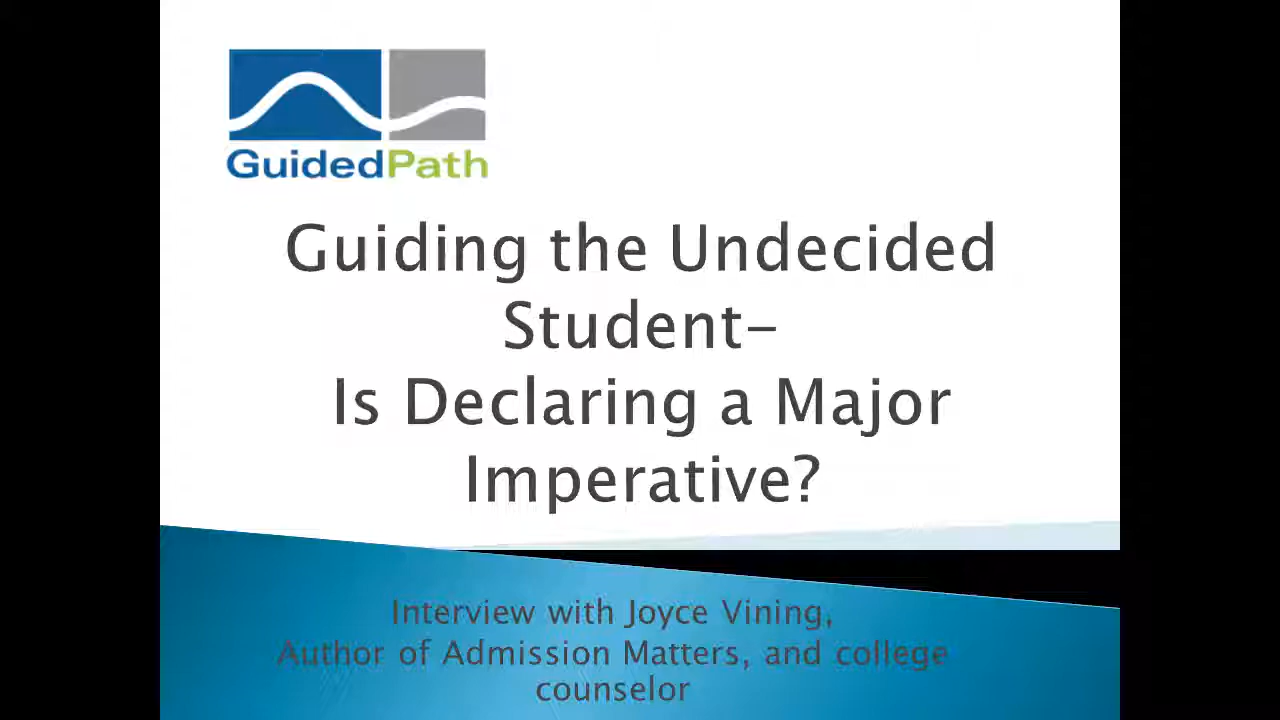 GuidedPath
Guiding the Undecided
Student-
Is Declaring a Major
Imperative?
Interview with Joyce Vining,
Author of Admission Matters, and college
counselor